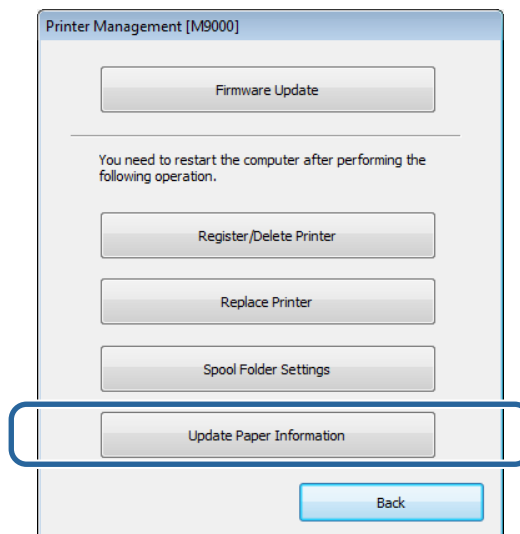 Printer Management [M9000]
Firmware Update
You need to restart the computer after performing the
following operation.
Register/Delete Printer
Replace Printer
Spool Folder Settings
Update Paper Information
Back